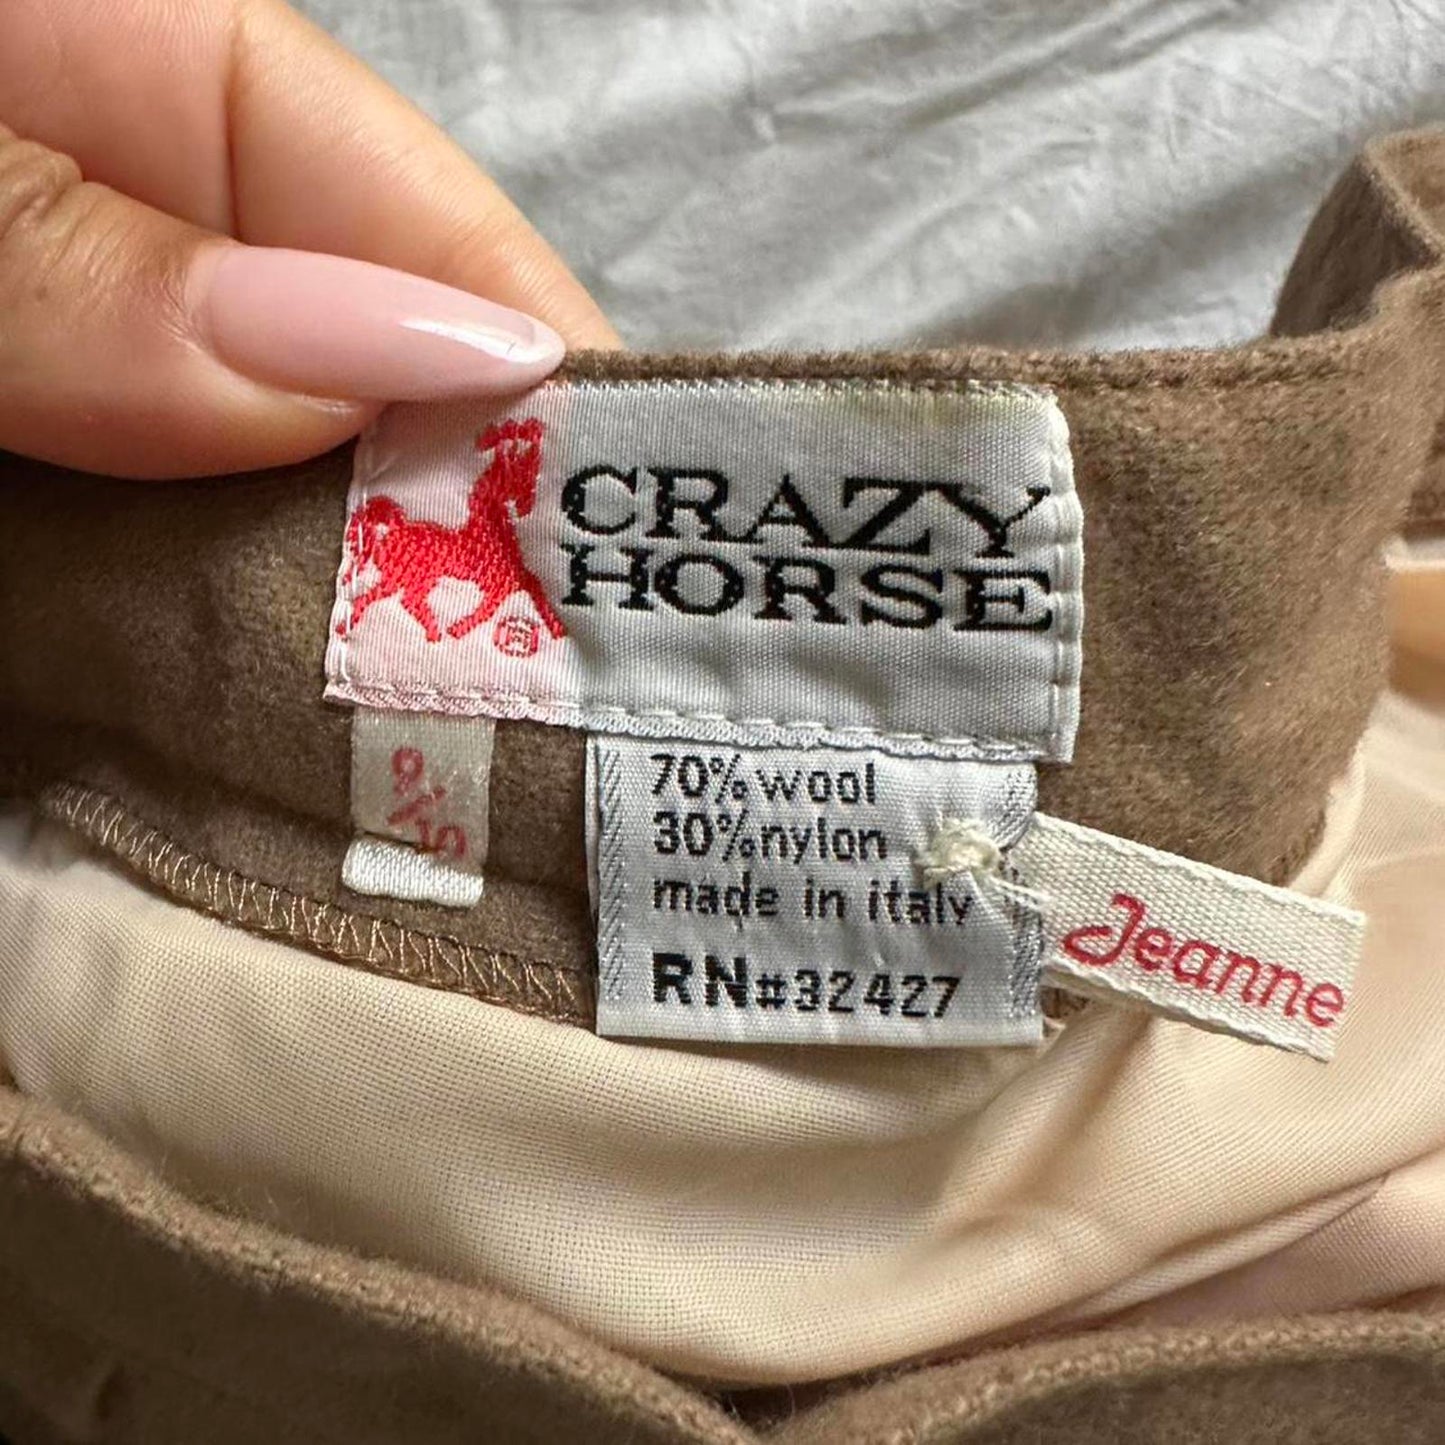 CRAZY
HORSE
®
9/10
70% wool
30% nylon
made in italy
RN#32427
Jeanne